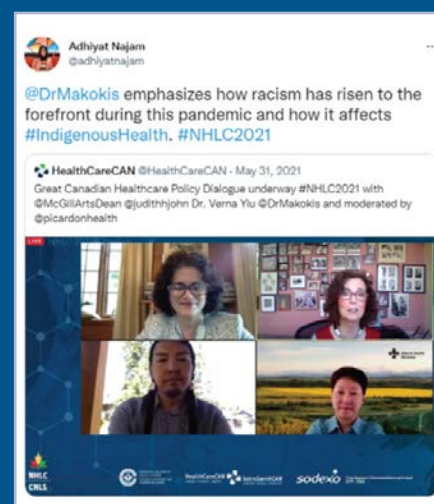 Adhiyat Najam
@adhiyatnajam
@DrMakokis emphasizes how racism has risen to the
forefront during this pandemic and how it affects
#IndigenousHealth. #NHLC2021
HealthCareCAN @HealthCareCAN · May 31, 2021
Great Canadian Healthcare Policy Dialogue underway #NHLC2021 with
@McGillArtsDean @judithhjohn Dr. Verna Yiu @DrMakokis and moderated by
@picardonhealth
LIVE
NHLC
CNLS
HealthCareCAN
SoinsSantéCAN
sodexo